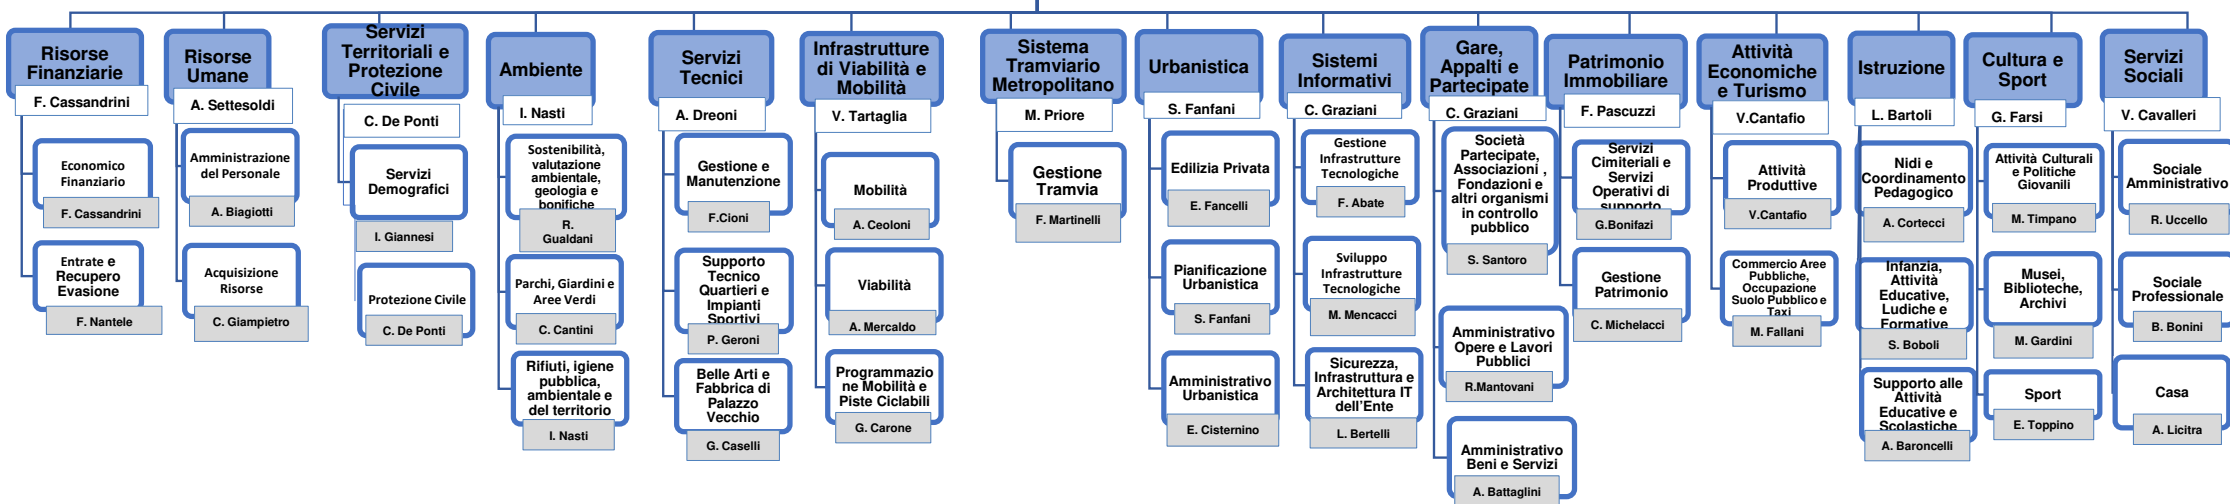 Risorse
Finanziarie
F. Cassandrini
Economico
Finanziario
F. Cassandrini
Entrate e
Recupero
Evasione
F. Nantele
Risorse
Umane
A. Settesoldi
Amministrazione
del Personale
A. Biagiotti
Acquisizione
Risorse
C. Giampietro
Servizi
Territoriali e
Protezione
Civile
C. De Ponti
Servizi
Demografici
I. Giannesi
Protezione Civile
C. De Ponti
Ambiente
I. Nasti
Sostenibilità,
valutazione
ambientale,
geologia e
bonifiche
R.
Gualdani
Parchi, Giardini e
Aree Verdi
C. Cantini
Rifiuti, igiene
pubblica,
ambientale e
del territorio
I. Nasti
Servizi
Tecnici
A. Dreoni
Gestione e
Manutenzione
F.Cioni
Supporto
Tecnico
Quartieri e
Impianti
Sportivi
P. Geroni
Belle Arti e
Fabbrica di
Palazzo
Vecchio
G. Caselli
Infrastrutture
di Viabilità e
Mobilità
V. Tartaglia
Mobilità
A. Ceoloni
Viabilità
A. Mercaldo
Programmazio
ne Mobilità e
Piste Ciclabili
G. Carone
Sistema
Tramviario
Metropolitano
M. Priore
Gestione
Tramvia
F. Martinelli
Urbanistica
S. Fanfani
Edilizia Privata
E. Fancelli
Pianificazione
Urbanistica
S. Fanfani
Amministrativo
Urbanistica
E. Cisternino
Sistemi
Informativi
C. Graziani
Gestione
Infrastrutture
Tecnologiche
F. Abate
Sviluppo
Infrastrutture
Tecnologiche
M. Mencacci
Sicurezza,
Infrastruttura e
Architettura IT
dell'Ente
L. Bertelli
Gare,
Appalti e
Partecipate
C. Graziani
Società
Partecipate,
Associazioni ,
Fondazioni e
altri organismi
in controllo
pubblico
S. Santoro
Amministrativo
Opere e Lavori
Pubblici
R.Mantovani
Amministrativo
Beni e Servizi
A. Battaglini
Patrimonio
Immobiliare
F. Pascuzzi
Servizi
Cimiteriali e
Servizi
Operativi di
supporto
G.Bonifazi
Gestione
Patrimonio
C. Michelacci
Attività
Economiche
e Turismo
V.Cantafio
Attività
Produttive
V.Cantafio
Commercio Aree
Pubbliche,
Occupazione
Suolo Pubblico e
Taxi
M. Fallani
Istruzione
L. Bartoli
Nidi e
Coordinamento
Pedagogico
A. Cortecci
Infanzia,
Attività
Educative,
Ludiche e
Formative
S. Boboli
Supporto alle
Attività
Educative e
Scolastiche
A. Baroncelli
Cultura e
Sport
G. Farsi
Attività Culturali
e Politiche
Giovanili
M. Timpano
Musei,
Biblioteche,
Archivi
M. Gardini
Sport
E. Toppino
Servizi
Sociali
V. Cavalleri
Sociale
Amministrativo
R. Uccello
Sociale
Professionale
B. Bonini
Casa
A. Licitra